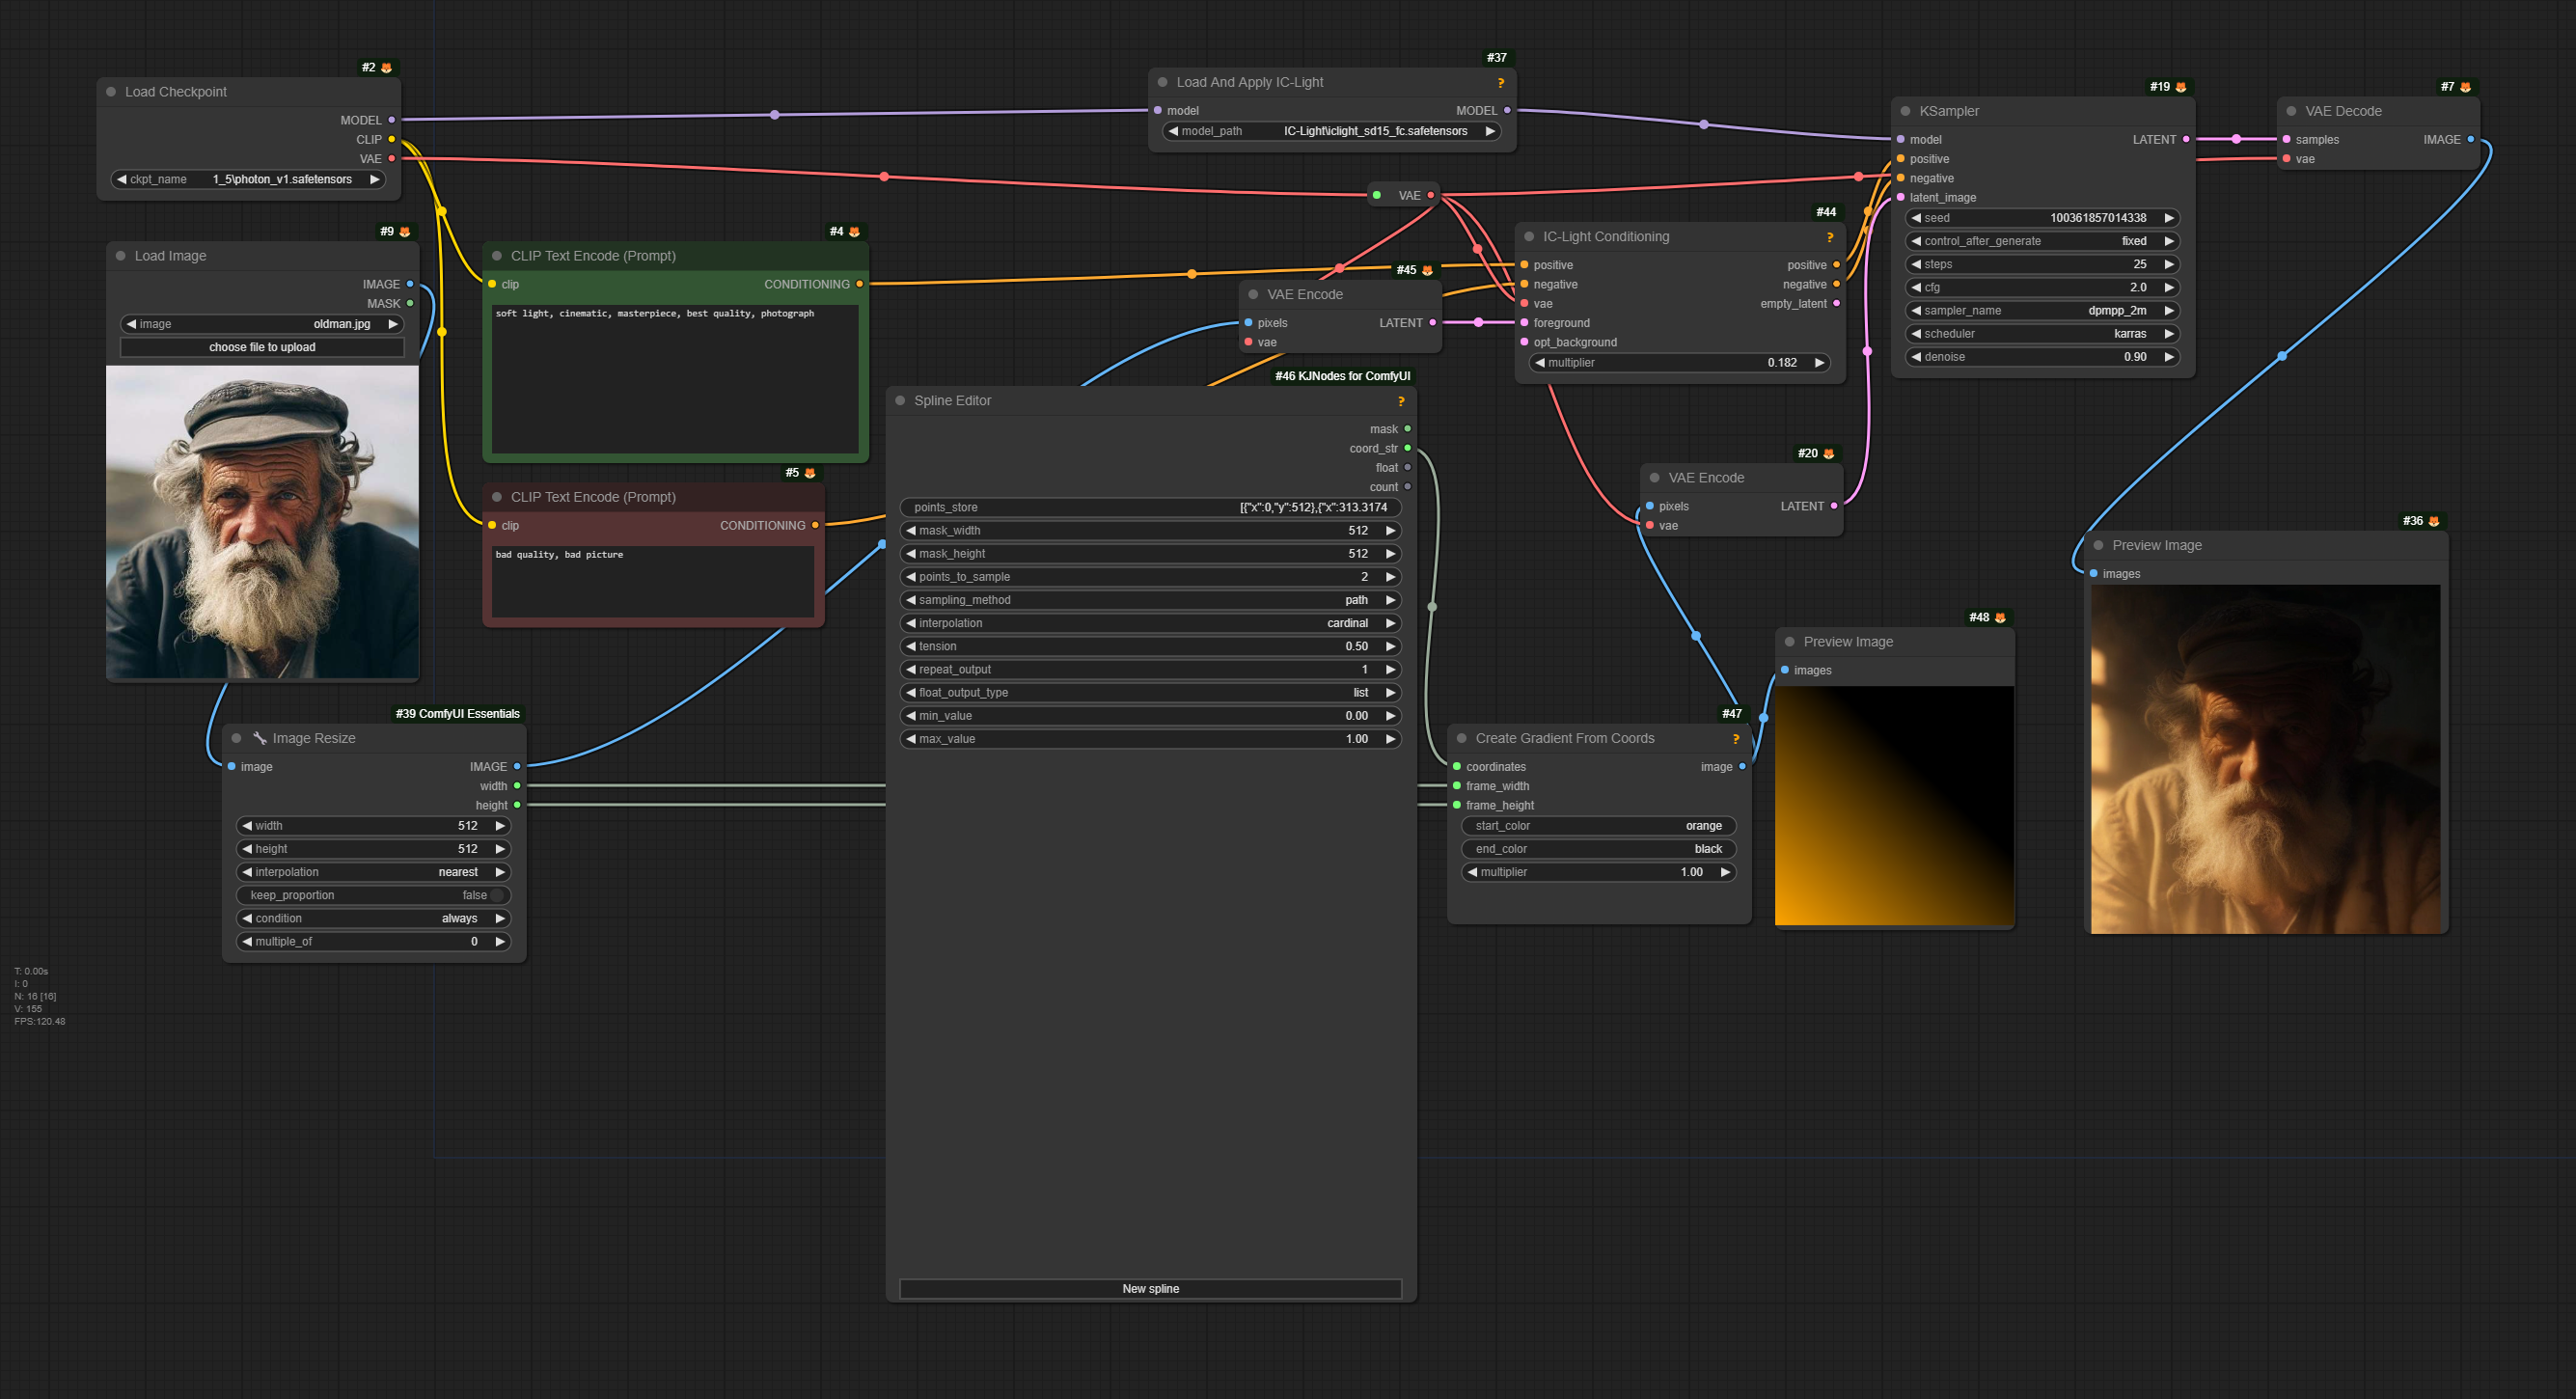 #2
Load Checkpoint
MODEL
CLIP
VAE
ckpt_name 1_5\photon_v1.safetensors
#9
Load Image
IMAGE
MASK
image oldman.jpg
choose file to upload
#4
CLIP Text Encode (Prompt)
clip CONDITIONING
soft light, cinematic, masterpiece, best quality, photograph
#5
CLIP Text Encode (Prompt)
clip CONDITIONING
bad quality, bad picture
#39 ComfyUI Essentials
Image Resize
image IMAGE
width
height
width 512
height 512
interpolation nearest
keep_proportion false
condition always
multiple_of 0
T: 0.00s
I: 0
N: 16 [16]
V: 155
FPS:120.48
#37
Load And Apply IC-Light ?
model MODEL
model_path IC-Light\iclight_sd15_fc.safetensors
VAE
#45
VAE Encode
pixels LATENT
vae
#44
IC-Light Conditioning ?
positive positive
negative negative
vae empty_latent
foreground
opt_background
multiplier 0.182
#46 KJNodes for ComfyUI
Spline Editor ?
mask
coord_str
float
count
points_store [{"x":0,"y":512},{"x":313.3174
mask_width 512
mask_height 512
points_to_sample 2
sampling_method path
interpolation cardinal
tension 0.50
repeat_output 1
float_output_type list
min_value 0.00
max_value 1.00
New spline
#20
VAE Encode
pixels LATENT
vae
#47
Create Gradient From Coords ?
coordinates image
frame_width
frame_height
start_color orange
end_color black
multiplier 1.00
#48
Preview Image
images
#19
KSampler
model LATENT
positive
negative
latent_image
seed 100361857014338
control_after_generate fixed
steps 25
cfg 2.0
sampler_name dpmpp_2m
scheduler karras
denoise 0.90
#7
VAE Decode
samples IMAGE
vae
#36
Preview Image
images